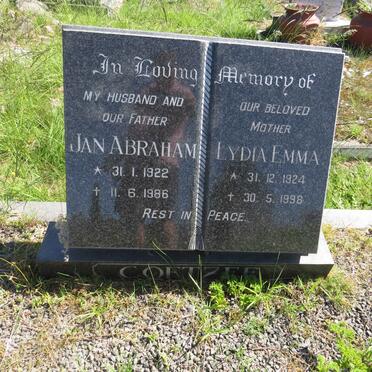 In Loving Memory of
MY HUSBAND AND
OUR FATHER
JAN ABRAHAM
* 31. 1. 1922
† 11. 6. 1986
OUR BELOVED
MOTHER
LYDIA EMMA
* 31. 12. 1924
† 30. 5. 1998
REST IN PEACE
COETZEE